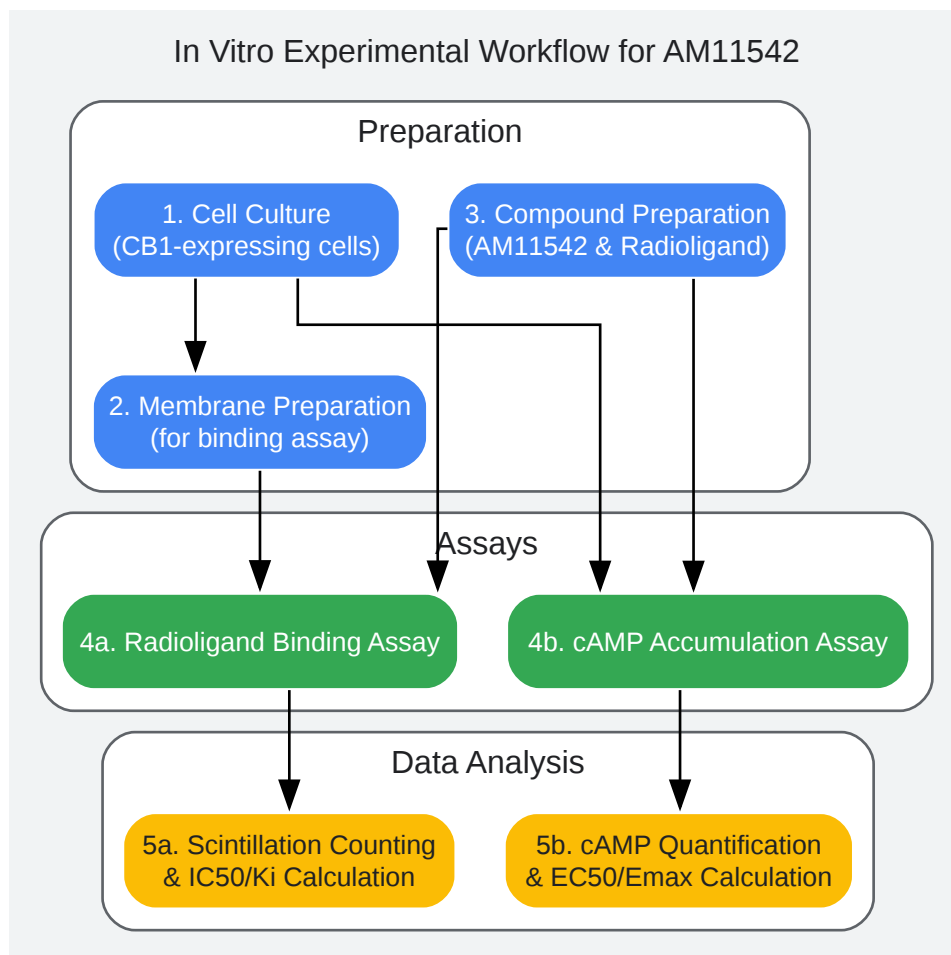 In Vitro Experimental Workflow for AM11542
Preparation
1. Cell Culture
(CB1-expressing cells)
3. Compound Preparation
(AM11542 & Radioligand)
2. Membrane Preparation
(for binding assay)
Assays
4a. Radioligand Binding Assay
4b. cAMP Accumulation Assay
Data Analysis
5a. Scintillation Counting
& IC50/Ki Calculation
5b. cAMP Quantification
& EC50/Emax Calculation